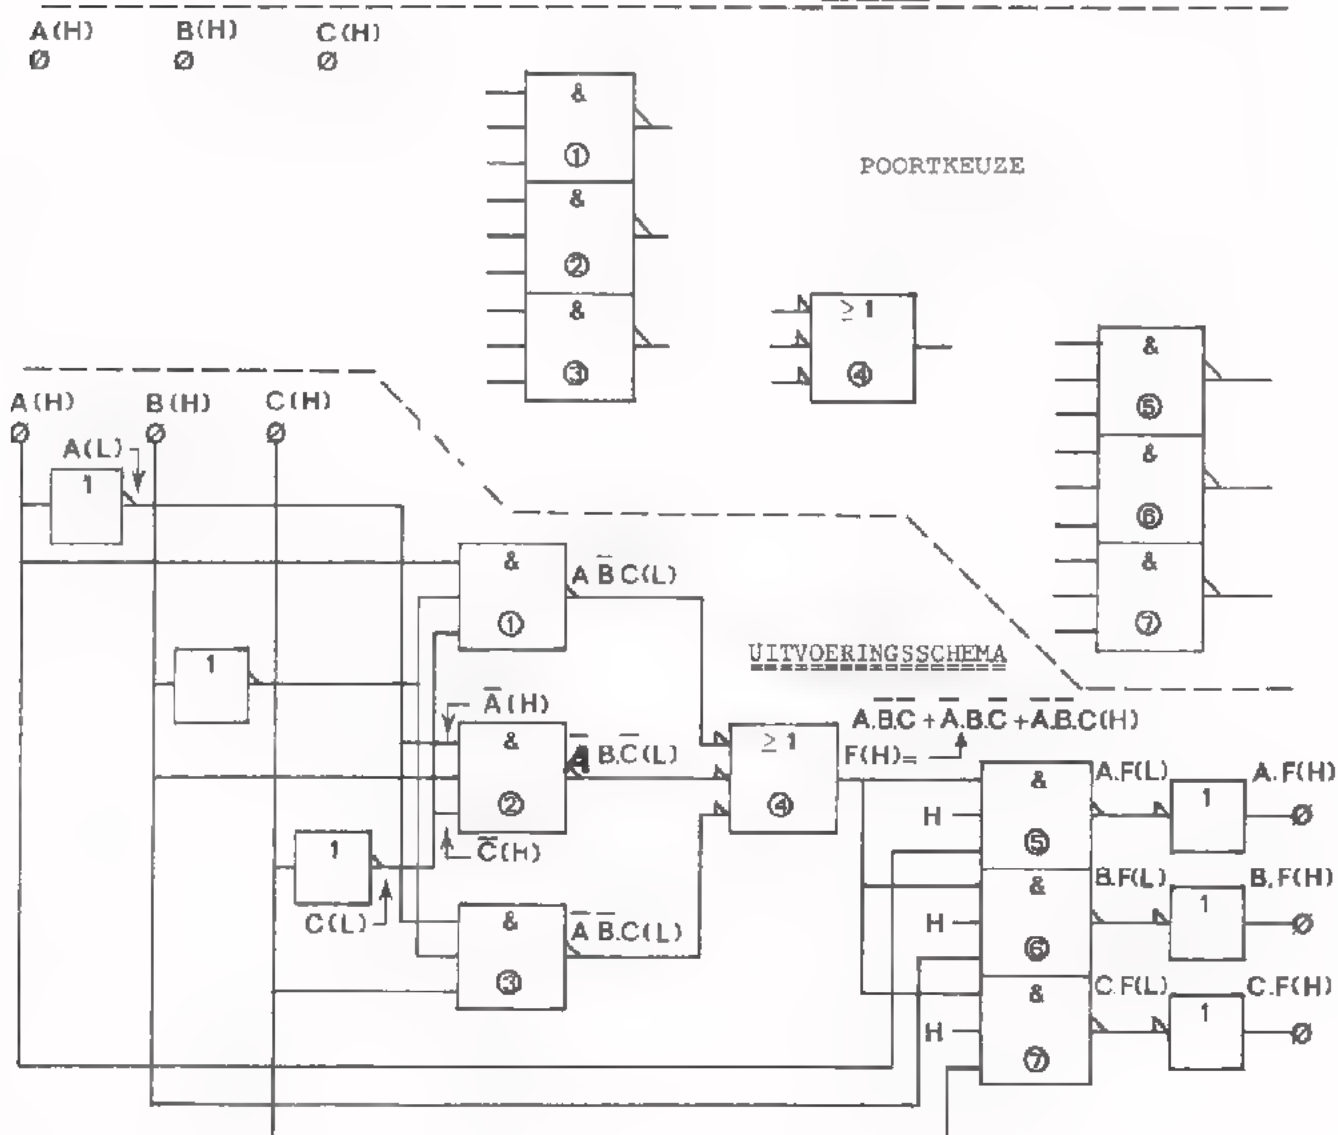 A(H) B(H) C(H)
Ø Ø Ø
&
①
&
②
&
③
POORTKEUZE
≥1
④
&
⑤
&
⑥
&
⑦
A(H) B(H) C(H)
Ø Ø Ø
A(L)
1
1
1
C(L)
&
①
A B̅ C(L)
A̅(H)
&
②
A̅ B.C̅(L)
C̅(H)
&
③
A̅ B̅.C(L)
UITVOERINGSSCHEMA
≥1
④
A.B̅.C̅ + A̅.B.C̅ + A̅.B̅.C(H)
F(H)=
&
H
⑤
A.F(L)
1
A.F(H)
Ø
&
H
⑥
B.F(L)
1
B.F(H)
Ø
&
H
⑦
C.F(L)
1
C.F(H)
Ø